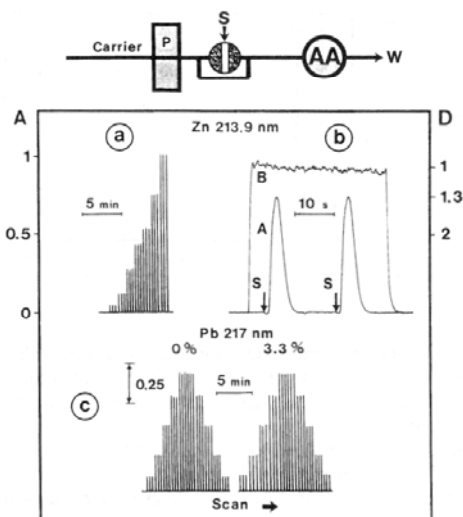 S
Carrier P AA W
A Zn 213.9 nm D
a b
1 B 1
5 min 10 s 1.3
0.5 A 2
S S
0
Pb 217 nm
0% 3.3%
0.25 5 min
c
Scan